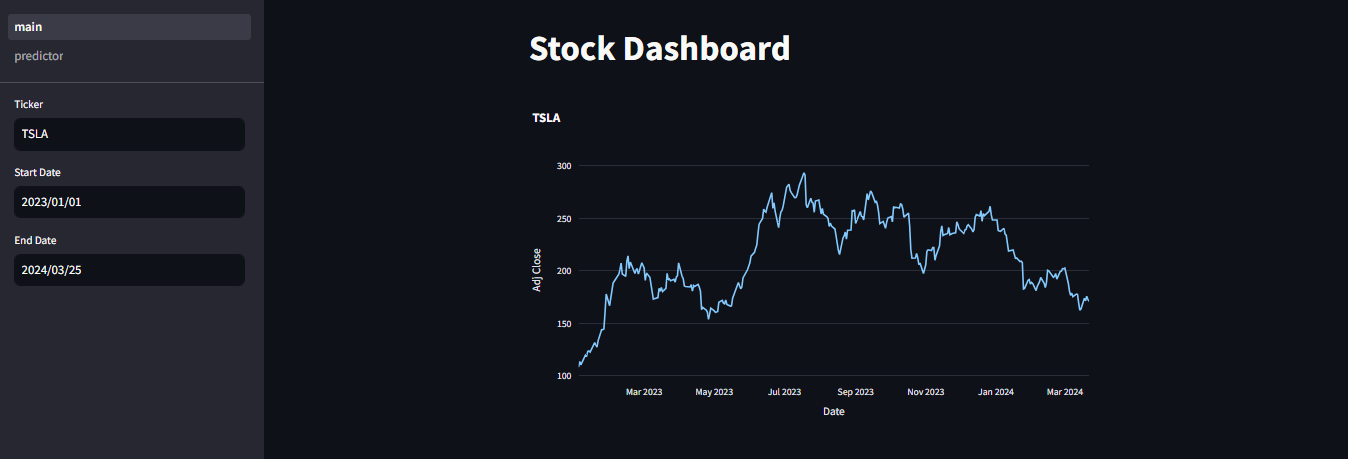 main
predictor
Ticker
TSLA
Start Date
2023/01/01
End Date
2024/03/25
Stock Dashboard
TSLA
300
250
200
150
100
Adj Close
Mar 2023 May 2023 Jul 2023 Sep 2023 Nov 2023 Jan 2024 Mar 2024
Date